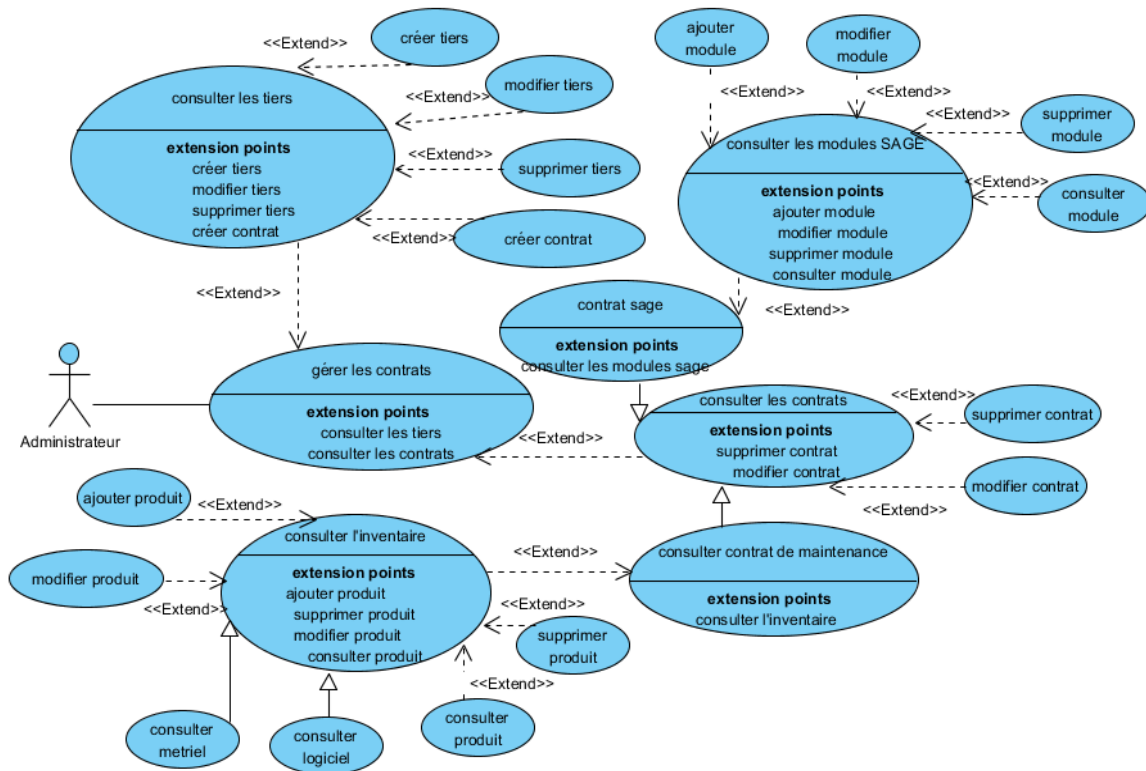 <<Extend>>
créer tiers
ajouter
module
modifier
module
consulter les tiers
<<Extend>>
modifier tiers
<<Extend>>
<<Extend>>
<<Extend>>
supprimer
module
extension points
créer tiers
modifier tiers
supprimer tiers
créer contrat
<<Extend>>
supprimer tiers
consulter les modules SAGE
extension points
ajouter module
modifier module
supprimer module
consulter module
<<Extend>>
consulter
module
<<Extend>>
créer contrat
<<Extend>>
<<Extend>>
contrat sage
extension points
consulter les modules sage
Administrateur
gérer les contrats
extension points
consulter les tiers
consulter les contrats
<<Extend>>
consulter les contrats
extension points
supprimer contrat
modifier contrat
<<Extend>>
supprimer contrat
<<Extend>>
modifier contrat
ajouter produit
<<Extend>>
consulter l'inventaire
extension points
ajouter produit
supprimer produit
modifier produit
consulter produit
<<Extend>>
consulter contrat de maintenance
extension points
consulter l'inventaire
modifier produit
<<Extend>>
<<Extend>>
supprimer
produit
<<Extend>>
consulter
metriel
consulter
logiciel
consulter
produit